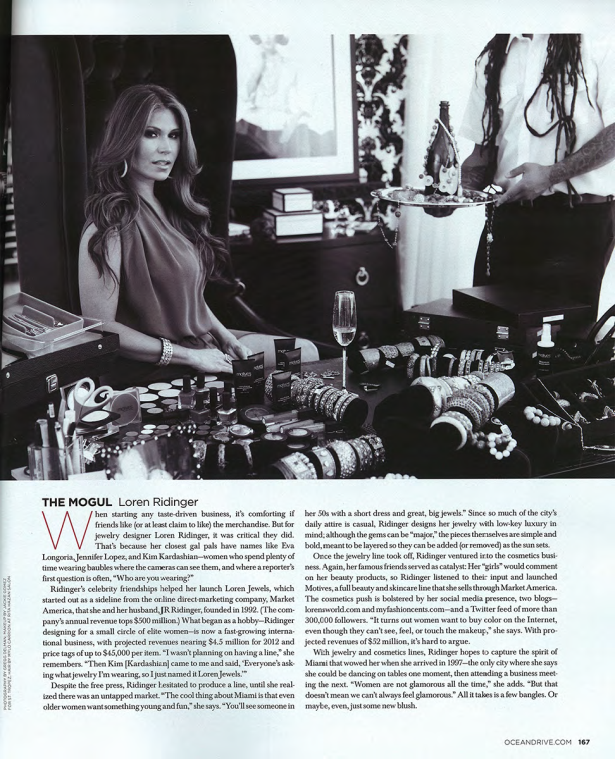 THE MOGUL Loren Ridinger
When starting any taste-driven business, it's comforting if
friends like (or at least claim to like) the merchandise. But for
jewelry designer Loren Ridinger, it was critical they did.
That's because her closest gal pals have names like Eva
Longoria, Jennifer Lopez, and Kim Kardashian—women who spend plenty of
time wearing baubles where the cameras can see them, and where a reporter's
first question is often, “Who are you wearing?”
Ridinger's celebrity friendships helped her launch Loren Jewels, which
started out as a sideline from the online direct-marketing company, Market
America, that she and her husband, JR Ridinger, founded in 1992. (The com-
pany's annual revenue tops $500 million.) What began as a hobby—Ridinger
designing for a small circle of elite women—is now a fast-growing interna-
tional business, with projected revenues nearing $4.5 million for 2012 and
price tags of up to $45,000 per item. “I wasn't planning on having a line,” she
remembers. “Then Kim [Kardashian] came to me and said, ‘Everyone's ask-
ing what jewelry I'm wearing, so I just named it Loren Jewels.’”
Despite the free press, Ridinger hesitated to produce a line, until she real-
ized there was an untapped market. “The cool thing about Miami is that even
older women want something young and fun,” she says. “You'll see someone in
her 50s with a short dress and great, big jewels.” Since so much of the city's
daily attire is casual, Ridinger designs her jewelry with low-key luxury in
mind; although the gems can be “major,” the pieces themselves are simple and
bold, meant to be layered so they can be added (or removed) as the sun sets.
Once the jewelry line took off, Ridinger ventured into the cosmetics busi-
ness. Again, her famous friends served as catalyst: Her “girls” would comment
on her beauty products, so Ridinger listened to their input and launched
Motives, a full beauty and skincare line that she sells through Market America.
The cosmetics push is bolstered by her social media presence, two blogs—
lorensworld.com and myfashioncents.com—and a Twitter feed of more than
300,000 followers. “It turns out women want to buy color on the Internet,
even though they can't see, feel, or touch the makeup,” she says. With pro-
jected revenues of $52 million, it's hard to argue.
With jewelry and cosmetics lines, Ridinger hopes to capture the spirit of
Miami that wowed her when she arrived in 1997—the only city where she says
she could be dancing on tables one moment, then attending a business meet-
ing the next. “Women are not glamorous all the time,” she adds. “But that
doesn't mean we can't always feel glamorous.” All it takes is a few bangles. Or
maybe, even, just some new blush.
OCEANDRIVE.COM 167